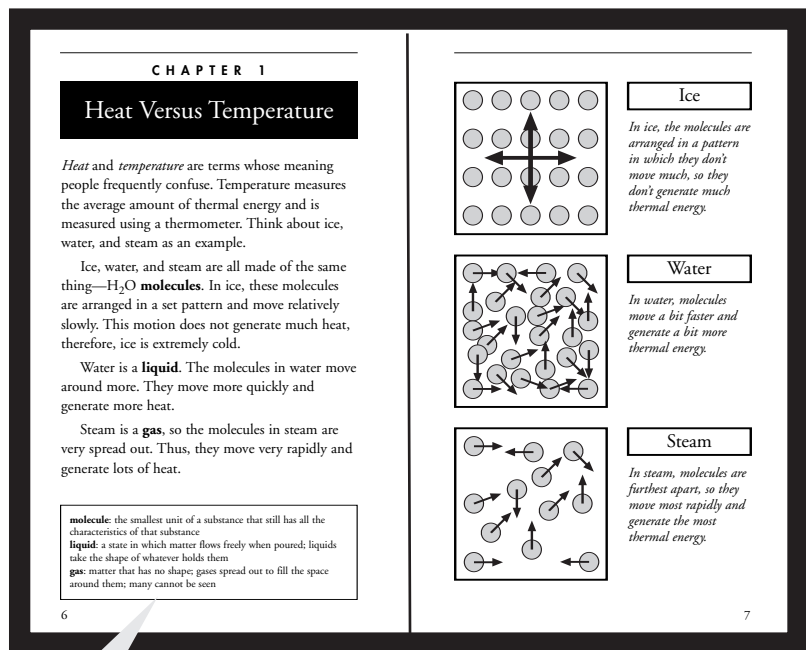 CHAPTER 1
Heat Versus Temperature
Heat and temperature are terms whose meaning
people frequently confuse. Temperature measures
the average amount of thermal energy and is
measured using a thermometer. Think about ice,
water, and steam as an example.
Ice, water, and steam are all made of the same
thing—H₂O molecules. In ice, these molecules
are arranged in a set pattern and move relatively
slowly. This motion does not generate much heat,
therefore, ice is extremely cold.
Water is a liquid. The molecules in water move
around more. They move more quickly and
generate more heat.
Steam is a gas, so the molecules in steam are
very spread out. Thus, they move very rapidly and
generate lots of heat.
molecule: the smallest unit of a substance that still has all the
characteristics of that substance
liquid: a state in which matter flows freely when poured; liquids
take the shape of whatever holds them
gas: matter that has no shape; gases spread out to fill the space
around them; many cannot be seen
6
Ice
In ice, the molecules are
arranged in a pattern
in which they don't
move much, so they
don't generate much
thermal energy.
Water
In water, molecules
move a bit faster and
generate a bit more
thermal energy.
Steam
In steam, molecules are
furthest apart, so they
move most rapidly and
generate the most
thermal energy.
7